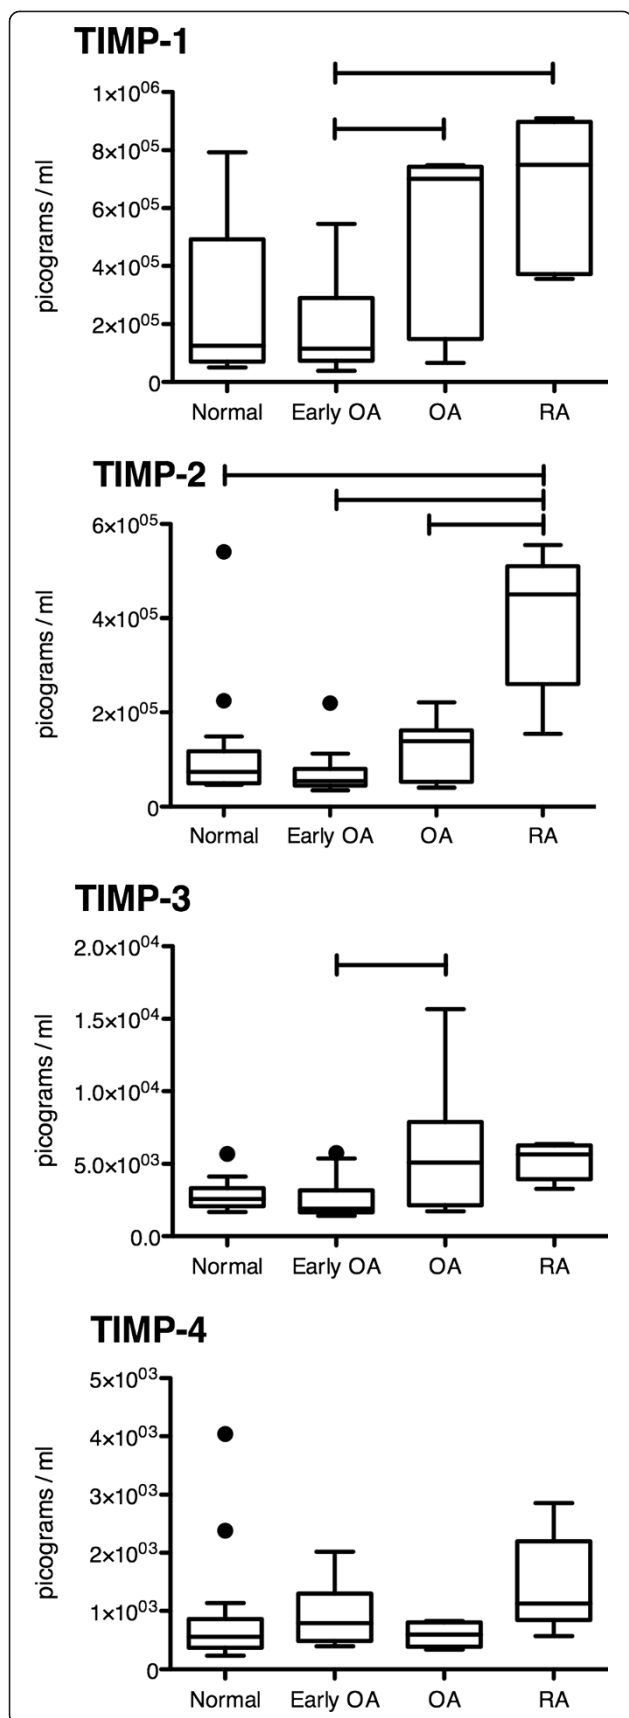 TIMP-1
picograms / ml
1×10⁰⁶
8×10⁰⁵
6×10⁰⁵
4×10⁰⁵
2×10⁰⁵
0
Normal Early OA OA RA
TIMP-2
picograms / ml
6×10⁰⁵
4×10⁰⁵
2×10⁰⁵
0
Normal Early OA OA RA
TIMP-3
picograms / ml
2.0×10⁰⁴
1.5×10⁰⁴
1.0×10⁰⁴
5.0×10⁰³
0.0
Normal Early OA OA RA
TIMP-4
picograms / ml
5×10⁰³
4×10⁰³
3×10⁰³
2×10⁰³
1×10⁰³
0
Normal Early OA OA RA